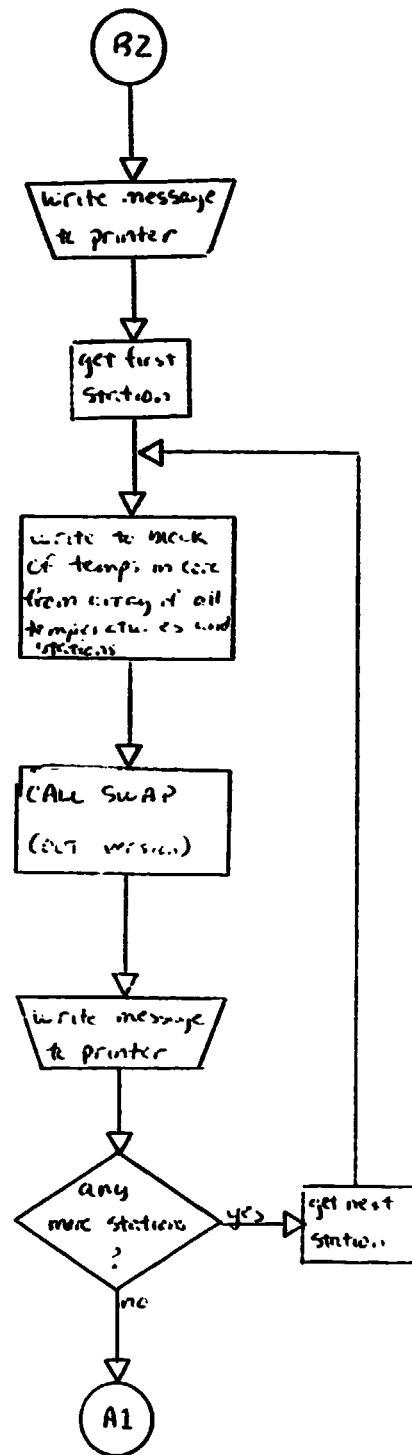 B2
write message
to printer
get first
station
write to block
of temps in core
from array of all
temperatures and
stations
CALL SWAP
(OUT version)
write message
to printer
any
more stations
?
yes
get next
station
no
A1